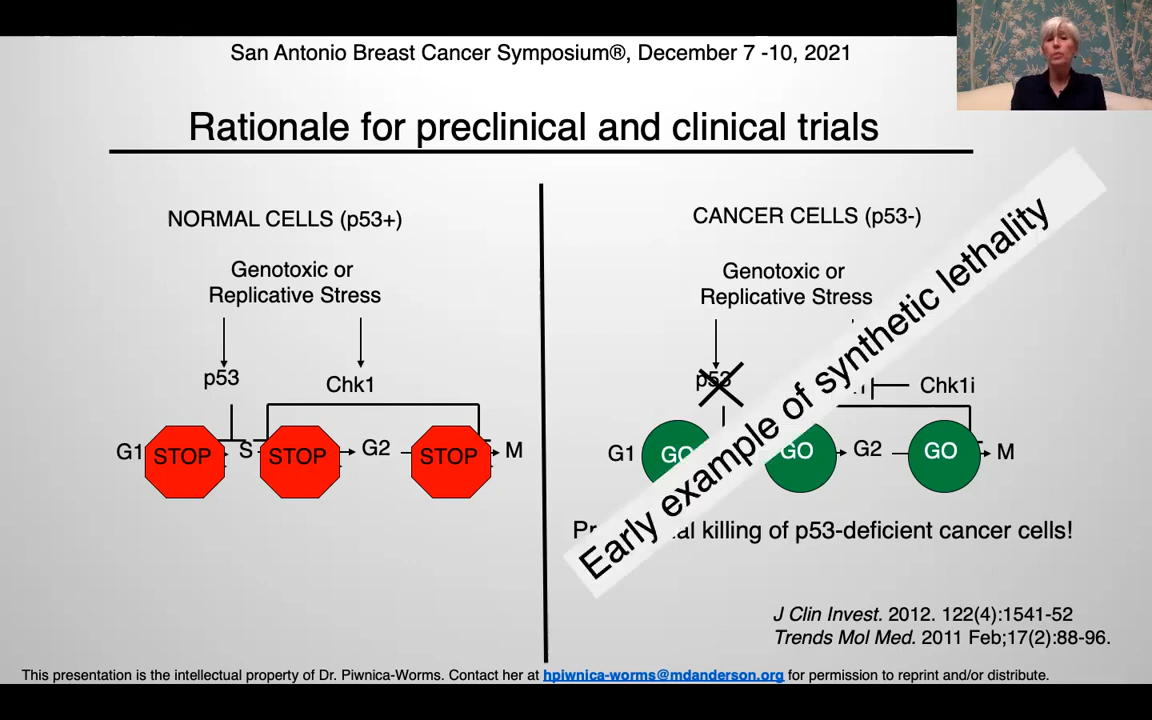 San Antonio Breast Cancer Symposium®, December 7 -10, 2021
Rationale for preclinical and clinical trials
NORMAL CELLS (p53+)
Genotoxic or
Replicative Stress
p53
Chk1
G1 STOP S STOP G2 STOP M
CANCER CELLS (p53-)
Genotoxic or
Replicative Stress
p53
Chk1i
G1 GO GO G2 GO M
killing of p53-deficient cancer cells!
Early example of synthetic lethality
J Clin Invest. 2012. 122(4):1541-52
Trends Mol Med. 2011 Feb;17(2):88-96.
This presentation is the intellectual property of Dr. Piwnica-Worms. Contact her at hpiwnica-worms@mdanderson.org for permission to reprint and/or distribute.